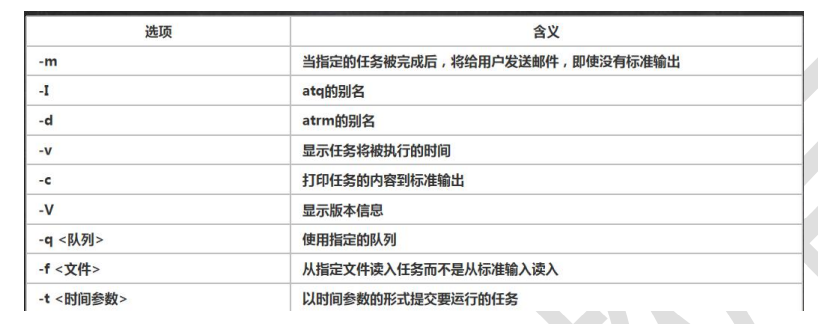 选项 含义
-m 当指定的任务被完成后，将给用户发送邮件，即使没有标准输出
-I atq的别名
-d atrm的别名
-v 显示任务将被执行的时间
-c 打印任务的内容到标准输出
-V 显示版本信息
-q <队列> 使用指定的队列
-f <文件> 从指定文件读入任务而不是从标准输入读入
-t <时间参数> 以时间参数的形式提交要运行的任务